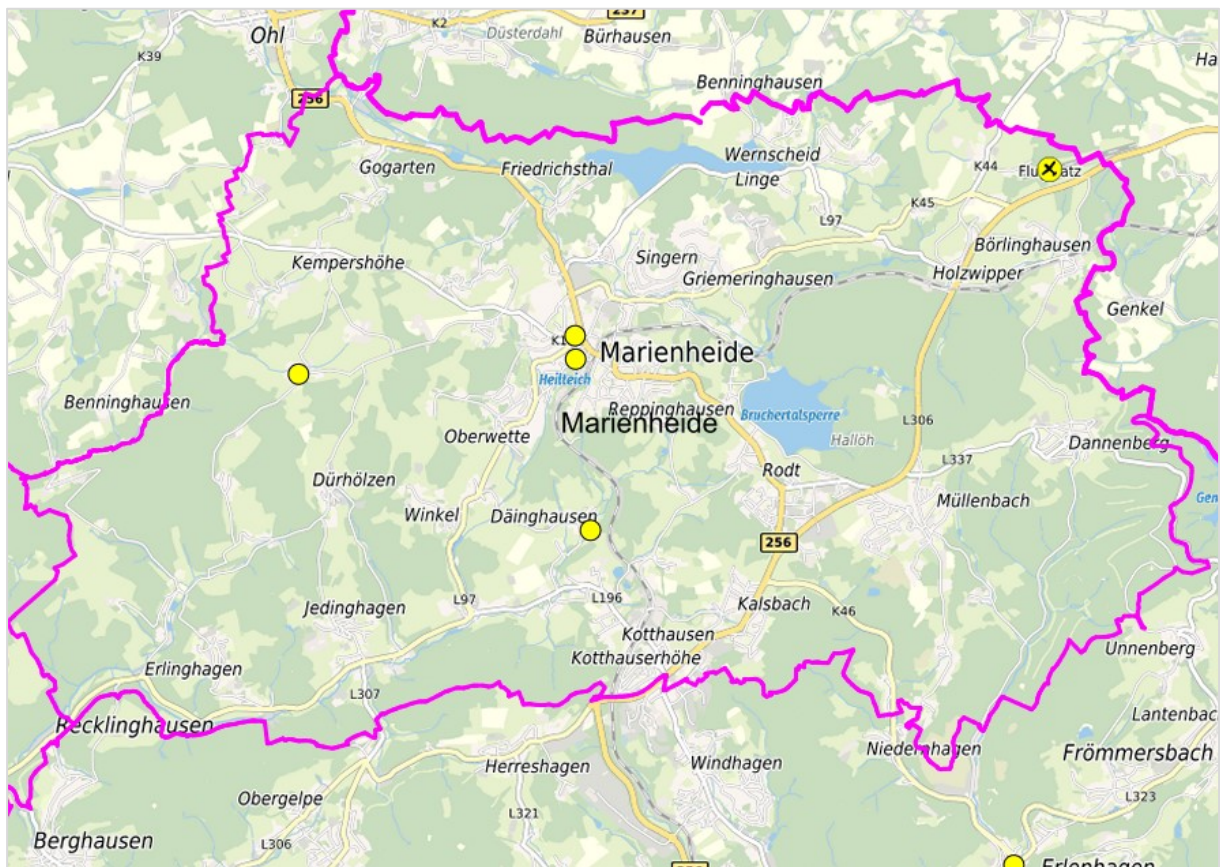 237
K2
Ohl
Düsterdahl
Bürhausen
K39
Benninghausen
256
Gogarten
Friedrichsthal
Wernscheid
Linge
K44
K45
L97
Singern
Börlinghausen
Kempershöhe
Griemeringhausen
Holzwipper
Genkel
Marienheide
Heilteich
Benninghausen
Reppinghausen
Bruchertalsperre
Marienheide
L306
Oberwette
Hallöh
Dannenberg
Rodt
L337
Dürhölzen
Müllenbach
Winkel
Däinghausen
256
L97
L196
Jedinghagen
Kalsbach
K46
Kotthausen
Kotthauserhöhe
Unnenberg
Erlinghagen
L307
Recklinghausen
Niedernhagen
Frömmersbach
Herreshagen
Windhagen
Obergelpe
L321
L323
Berghausen
L306
Erlenhagen